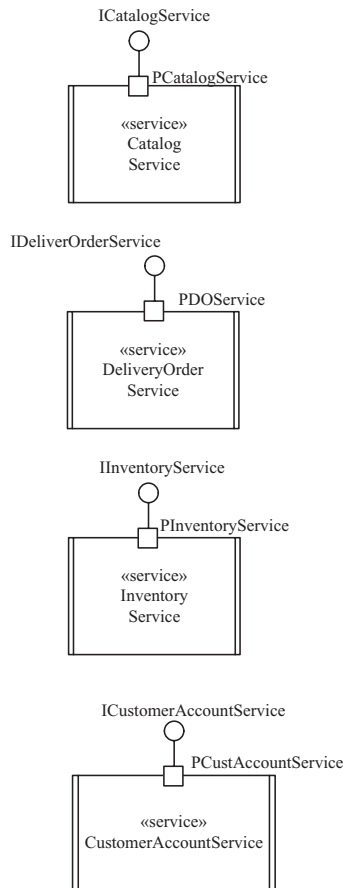 ICatalogService
PCatalogService
«service»
Catalog
Service
IDeliverOrderService
PDOService
«service»
DeliveryOrder
Service
IInventoryService
PInventoryService
«service»
Inventory
Service
ICustomerAccountService
PCustAccountService
«service»
CustomerAccountService